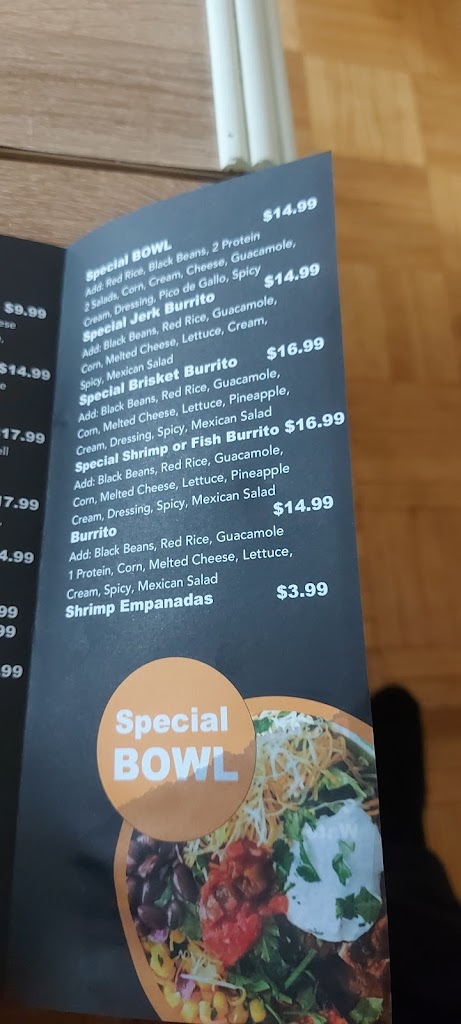 Special BOWL $14.99
Add: Red Rice, Black Beans, 2 Protein
2 Salads, Corn, Cream, Cheese, Guacamole,
Cream, Dressing, Pico de Gallo, Spicy
Special Jerk Burrito $14.99
Add: Black Beans, Red Rice, Guacamole,
Corn, Melted Cheese, Lettuce, Cream,
Spicy, Mexican Salad
Special Brisket Burrito $16.99
Add: Black Beans, Red Rice, Guacamole,
Corn, Melted Cheese, Lettuce, Pineapple,
Cream, Dressing, Spicy, Mexican Salad
Special Shrimp or Fish Burrito $16.99
Add: Black Beans, Red Rice, Guacamole,
Corn, Melted Cheese, Lettuce, Pineapple
Cream, Dressing, Spicy, Mexican Salad
Burrito $14.99
Add: Black Beans, Red Rice, Guacamole
1 Protein, Corn, Melted Cheese, Lettuce,
Cream, Spicy, Mexican Salad
Shrimp Empanadas $3.99
Special
BOWL
$9.99
$14.99
17.99
7.99
4.99
99
99
.99